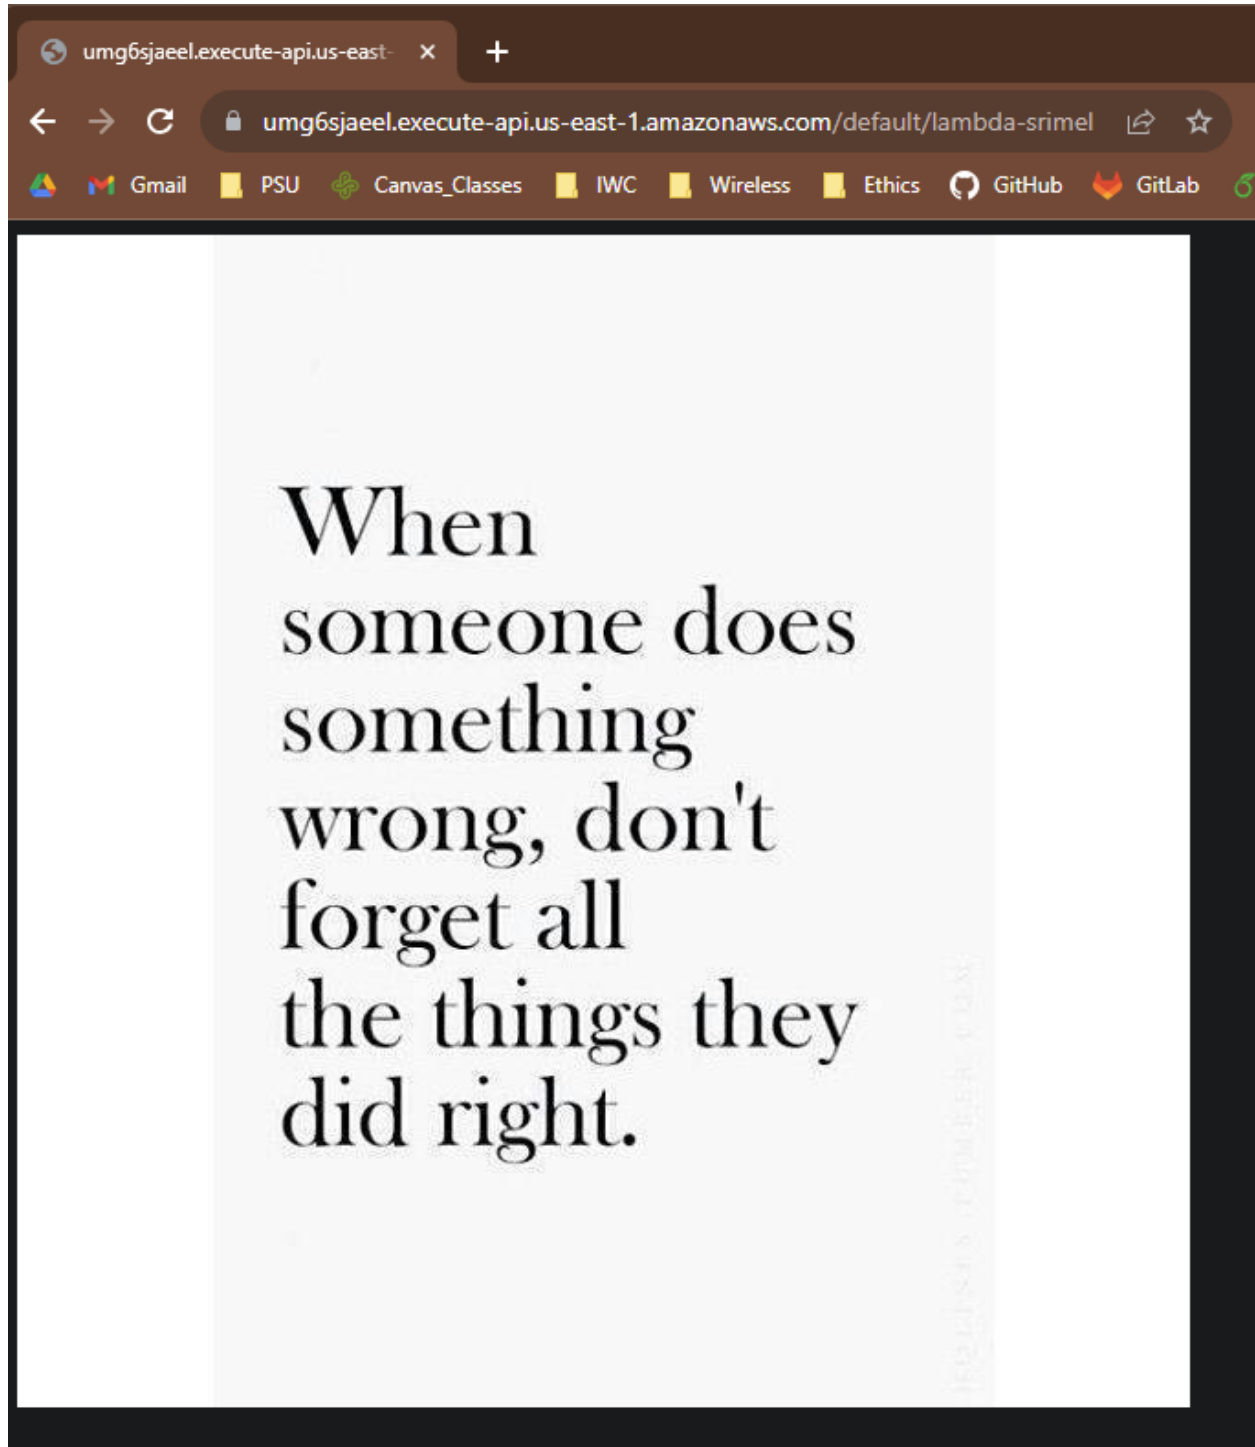 umg6sjaeel.execute-api.us-east-
umg6sjaeel.execute-api.us-east-1.amazonaws.com/default/lambda-srimel
Gmail PSU Canvas_Classes IWC Wireless Ethics GitHub GitLab
When
someone does
something
wrong, don't
forget all
the things they
did right.